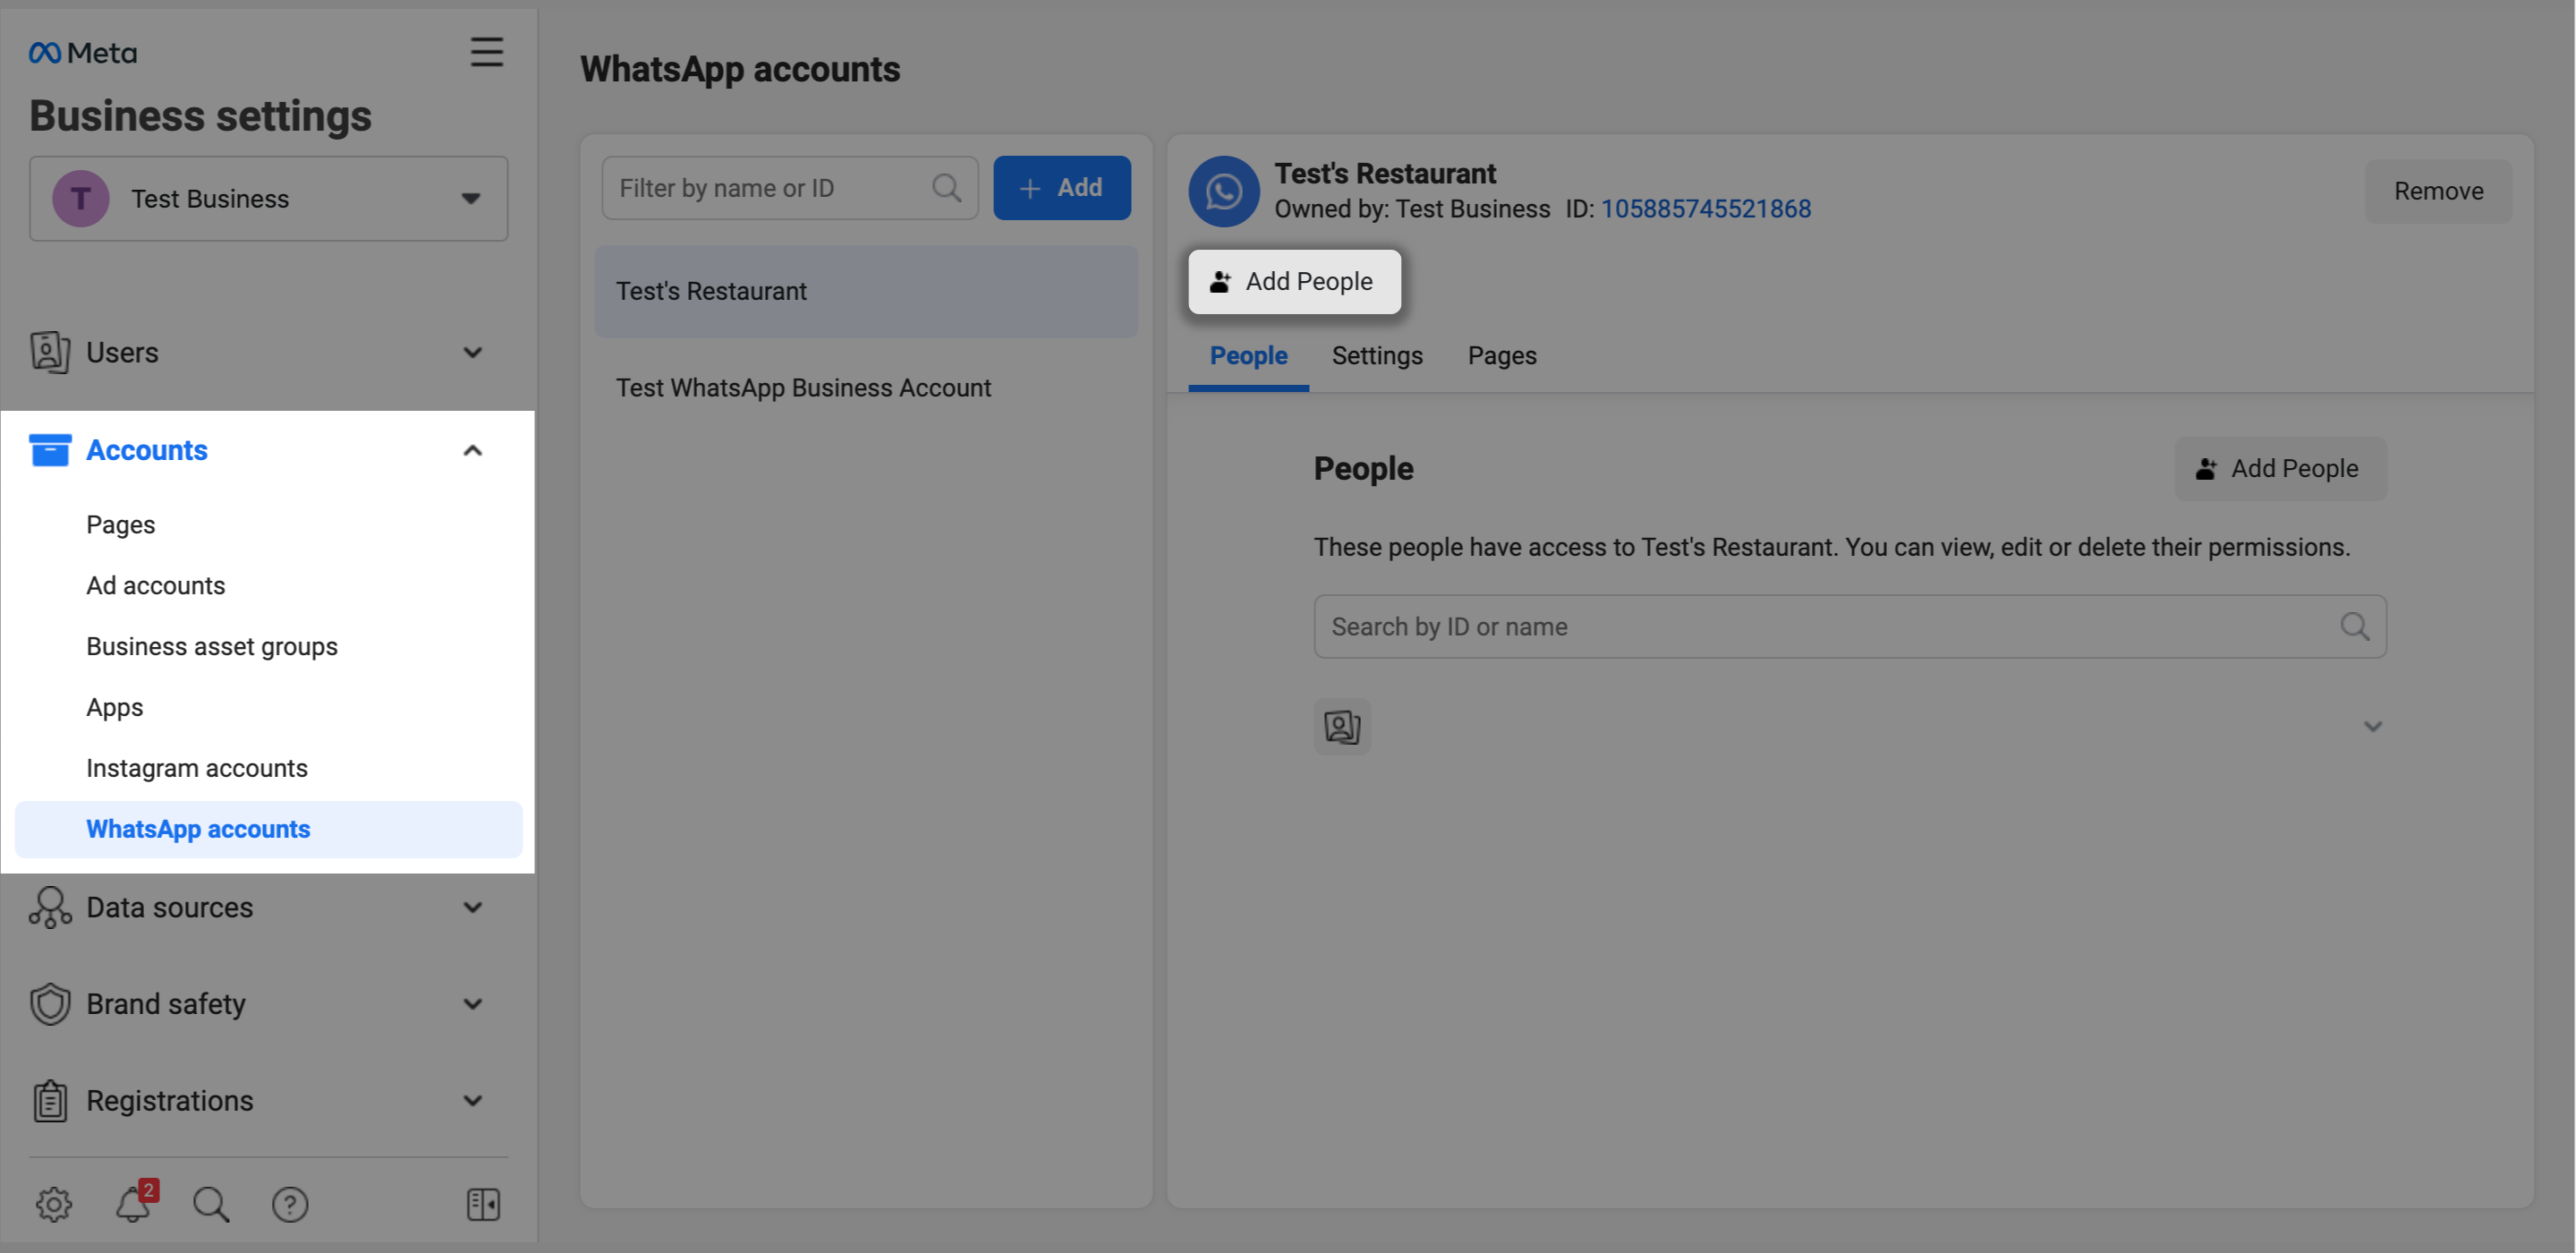 Meta
Business settings
T Test Business
Users
Accounts
Pages
Ad accounts
Business asset groups
Apps
Instagram accounts
WhatsApp accounts
Data sources
Brand safety
Registrations
2
?
WhatsApp accounts
Filter by name or ID
+ Add
Test's Restaurant
Test WhatsApp Business Account
Test's Restaurant
Owned by: Test Business ID: 105885745521868
Remove
Add People
People Settings Pages
People
Add People
These people have access to Test's Restaurant. You can view, edit or delete their permissions.
Search by ID or name